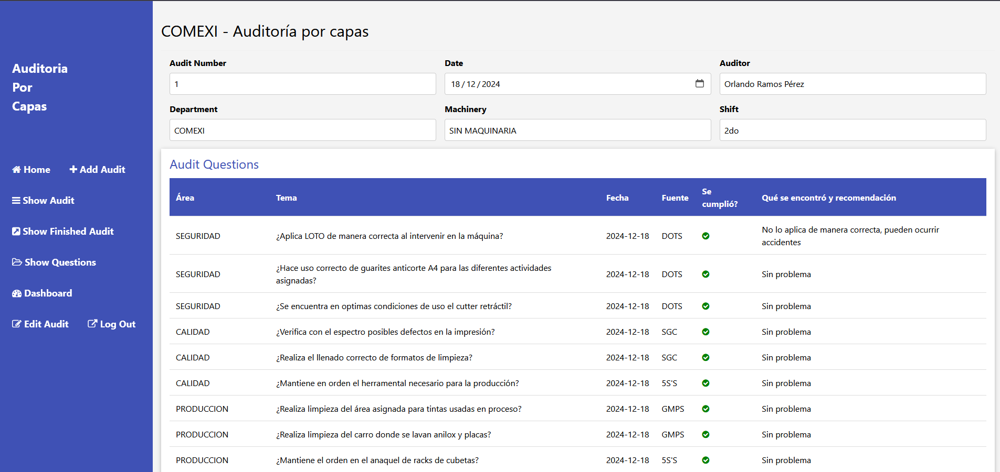 Auditoria
Por
Capas
Home
Add Audit
Show Audit
Show Finished Audit
Show Questions
Dashboard
Edit Audit
Log Out
COMEXI - Auditoría por capas
Audit Number
Date
Auditor
1
18 / 12 / 2024
Orlando Ramos Pérez
Department
Machinery
Shift
COMEXI
SIN MAQUINARIA
2do
Audit Questions
Área
Tema
Fecha
Fuente
Se
cumplió?
Qué se encontró y recomendación
SEGURIDAD
¿Aplica LOTO de manera correcta al intervenir en la máquina?
2024-12-18
DOTS
No lo aplica de manera correcta, pueden ocurrir
accidentes
SEGURIDAD
¿Hace uso correcto de guarites anticorte A4 para las diferentes actividades
asignadas?
2024-12-18
DOTS
Sin problema
SEGURIDAD
¿Se encuentra en optimas condiciones de uso el cutter retráctil?
2024-12-18
DOTS
Sin problema
CALIDAD
¿Verifica con el espectro posibles defectos en la impresión?
2024-12-18
SGC
Sin problema
CALIDAD
¿Realiza el llenado correcto de formatos de limpieza?
2024-12-18
SGC
Sin problema
CALIDAD
¿Mantiene en orden el herramental necesario para la producción?
2024-12-18
5S'S
Sin problema
PRODUCCION
¿Realiza limpieza del área asignada para tintas usadas en proceso?
2024-12-18
GMPS
Sin problema
PRODUCCION
¿Realiza limpieza del carro donde se lavan anilox y placas?
2024-12-18
GMPS
Sin problema
PRODUCCION
¿Mantiene el orden en el anaquel de racks de cubetas?
2024-12-18
5S'S
Sin problema